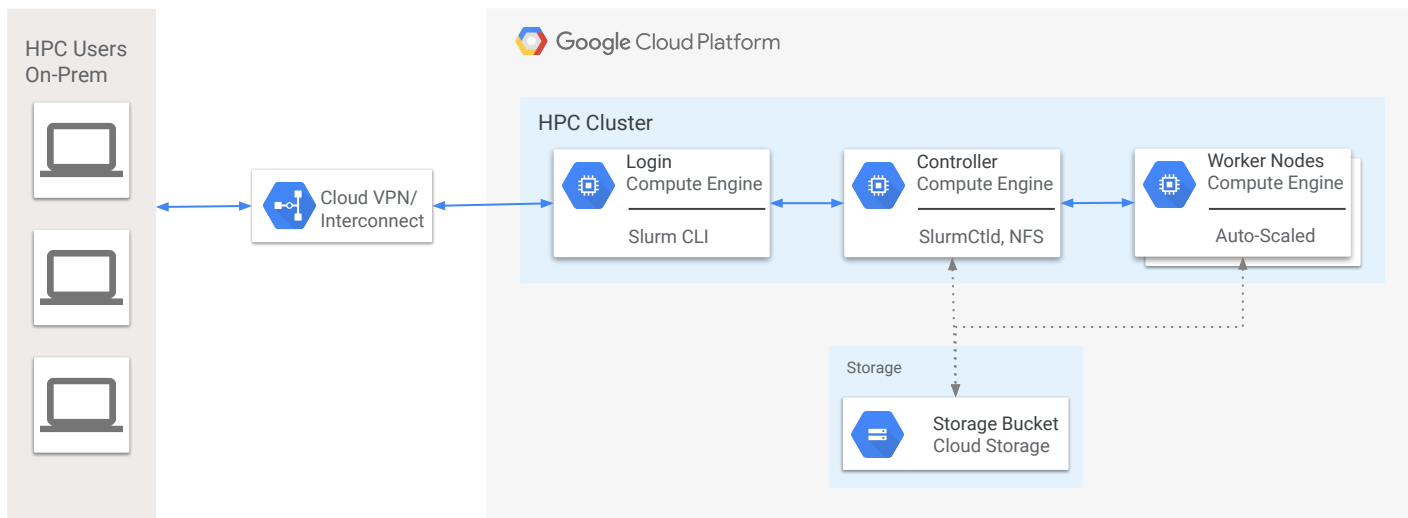 HPC Users
On-Prem
Google Cloud Platform
HPC Cluster
Login
Compute Engine
Slurm CLI
Controller
Compute Engine
SlurmCtld, NFS
Worker Nodes
Compute Engine
Auto-Scaled
Cloud VPN/
Interconnect
Storage
Storage Bucket
Cloud Storage